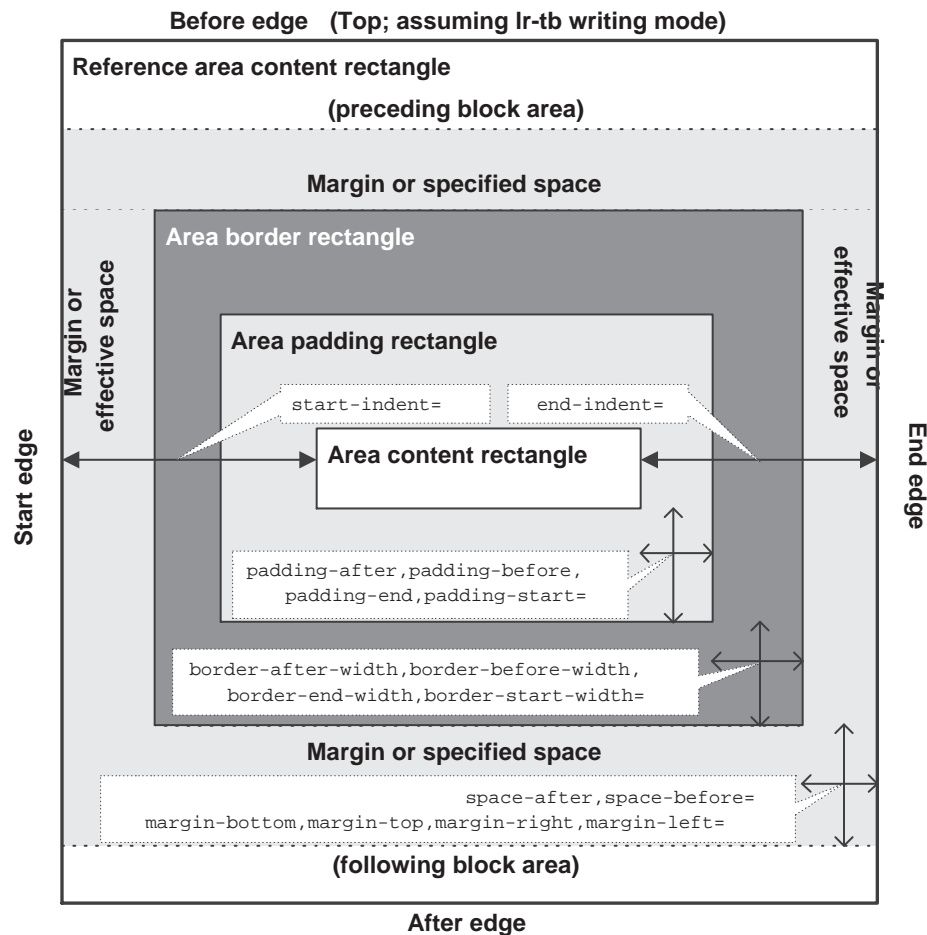 Before edge (Top; assuming lr-tb writing mode)
Reference area content rectangle
(preceding block area)
Margin or specified space
Area border rectangle
Margin or
effective space
effective space
Margin or
Area padding rectangle
start-indent=
end-indent=
Start edge
Area content rectangle
End edge
padding-after,padding-before,
padding-end,padding-start=
border-after-width,border-before-width,
border-end-width,border-start-width=
Margin or specified space
space-after,space-before=
margin-bottom,margin-top,margin-right,margin-left=
(following block area)
After edge